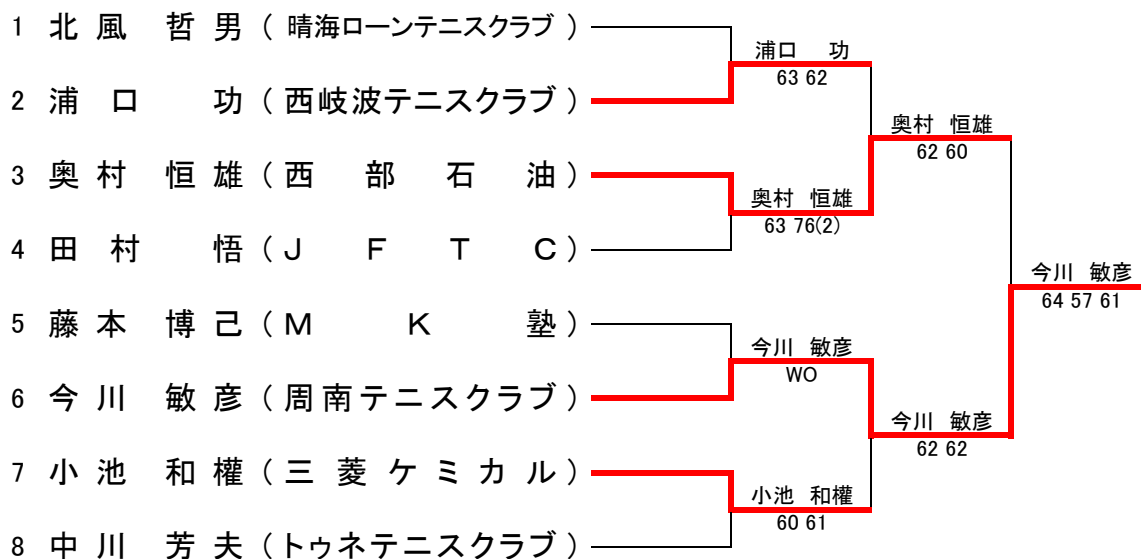 1 北風 哲男 (晴海ローンテニスクラブ)
2 浦口 功 (西岐波テニスクラブ)
3 奥村 恒雄 (西部石油)
4 田村 悟 (JFTC)
5 藤本 博己 (MK塾)
6 今川 敏彦 (周南テニスクラブ)
7 小池 和權 (三菱ケミカル)
8 中川 芳夫 (トゥネテニスクラブ)
浦口 功
63 62
奥村 恒雄
63 76(2)
今川 敏彦
WO
小池 和權
60 61
奥村 恒雄
62 60
今川 敏彦
62 62
今川 敏彦
64 57 61